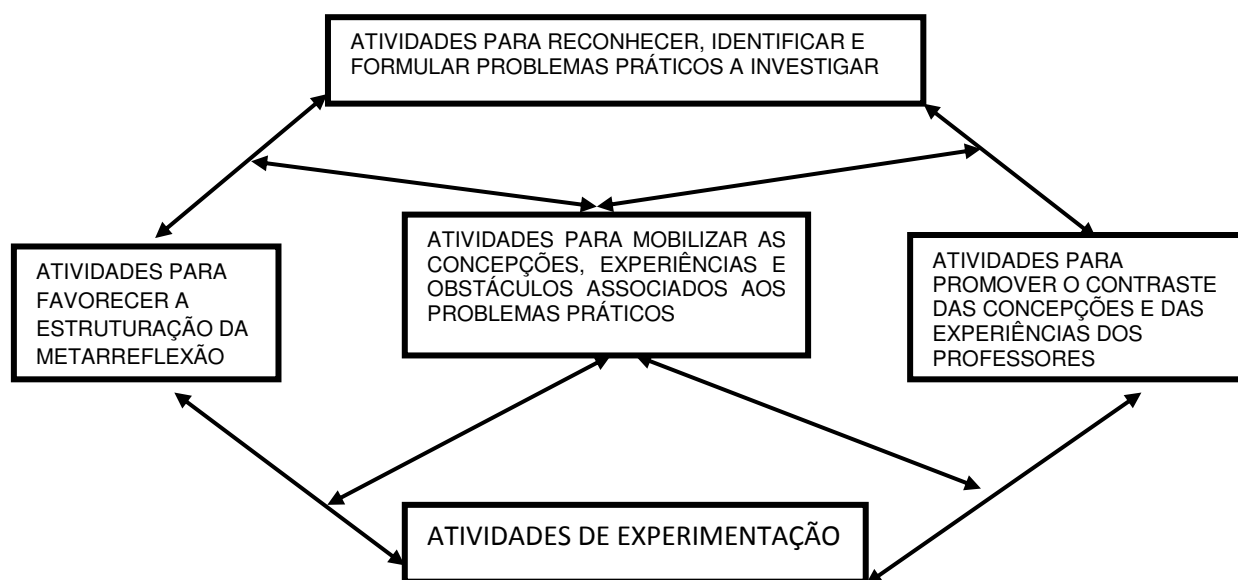 ATIVIDADES PARA RECONHECER, IDENTIFICAR E
FORMULAR PROBLEMAS PRÁTICOS A INVESTIGAR
ATIVIDADES PARA
FAVORECER A
ESTRUTURAÇÃO DA
METARREFLEXÃO
ATIVIDADES PARA MOBILIZAR AS
CONCEPÇÕES, EXPERIÊNCIAS E
OBSTÁCULOS ASSOCIADOS AOS
PROBLEMAS PRÁTICOS
ATIVIDADES PARA
PROMOVER O CONTRASTE
DAS CONCEPÇÕES E DAS
EXPERIÊNCIAS DOS
PROFESSORES
ATIVIDADES DE EXPERIMENTAÇÃO